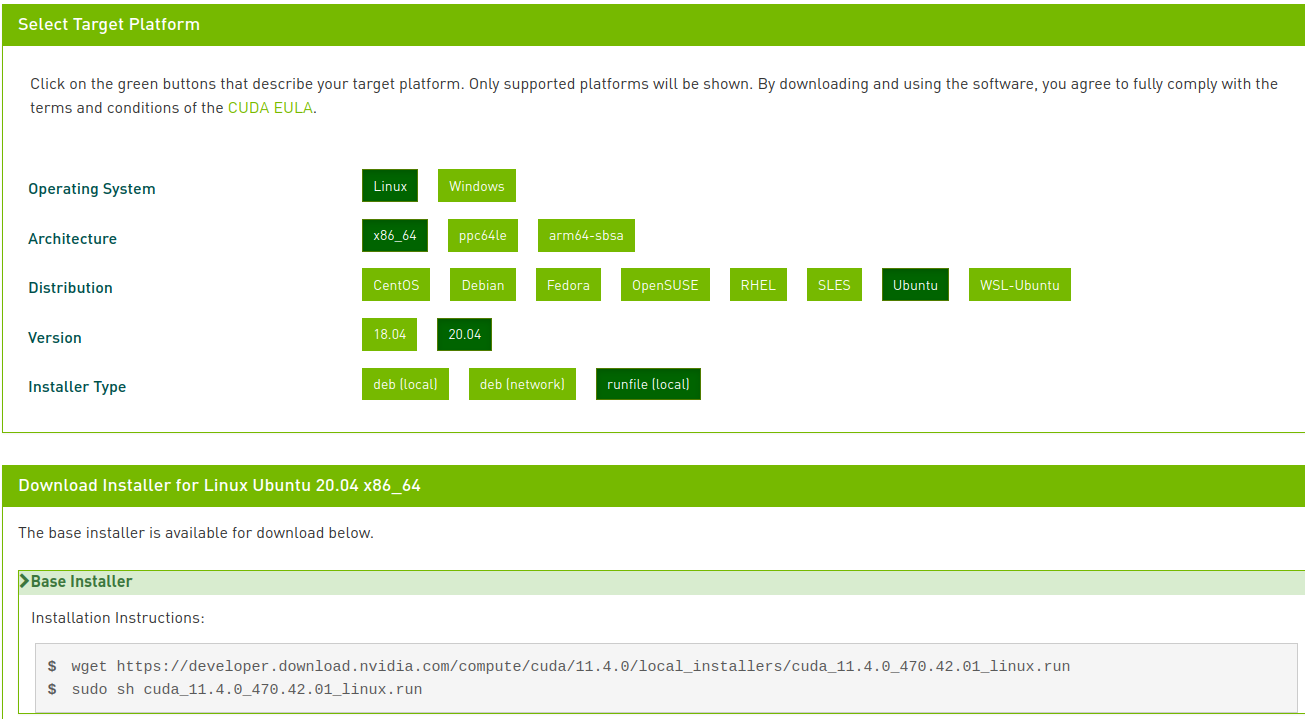 Select Target Platform
Click on the green buttons that describe your target platform. Only supported platforms will be shown. By downloading and using the software, you agree to fully comply with the
terms and conditions of the CUDA EULA.
Operating System Linux Windows
Architecture x86_64 ppc64le arm64-sbsa
Distribution CentOS Debian Fedora OpenSUSE RHEL SLES Ubuntu WSL-Ubuntu
Version 18.04 20.04
Installer Type deb (local) deb (network) runfile (local)
Download Installer for Linux Ubuntu 20.04 x86_64
The base installer is available for download below.
Base Installer
Installation Instructions:
$ wget https://developer.download.nvidia.com/compute/cuda/11.4.0/local_installers/cuda_11.4.0_470.42.01_linux.run
$ sudo sh cuda_11.4.0_470.42.01_linux.run